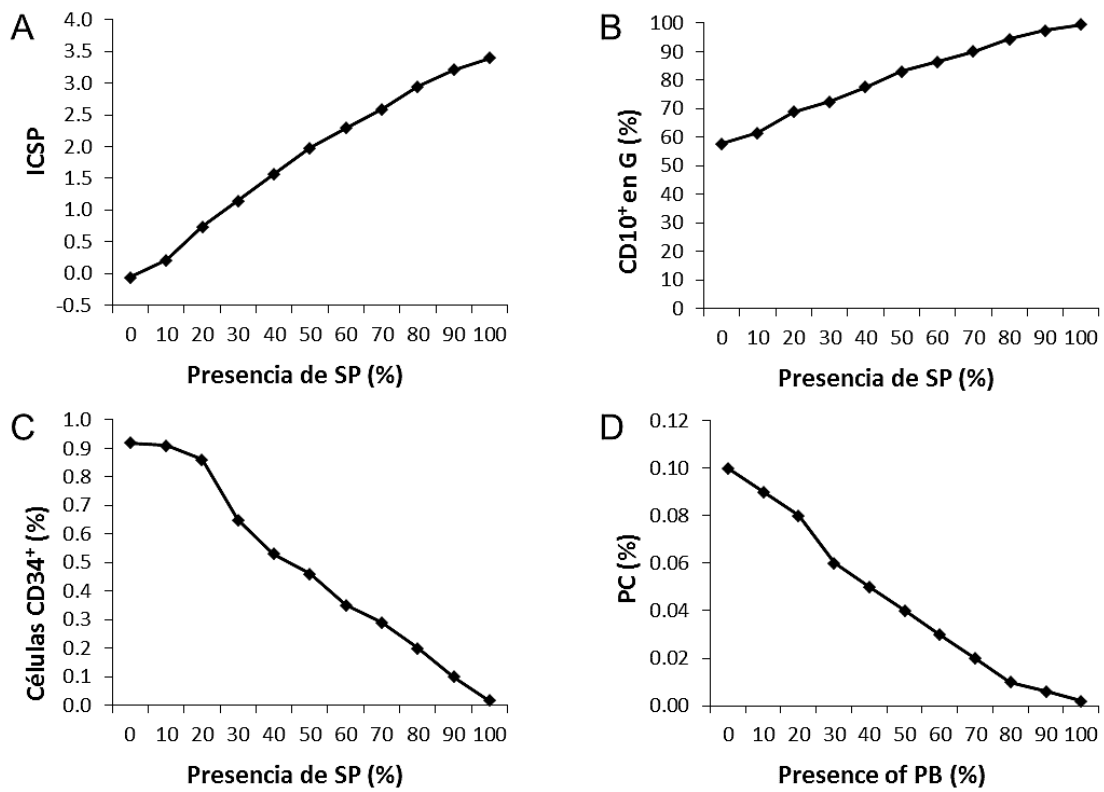 A
4.0
3.5
3.0
2.5
2.0
1.5
1.0
0.5
0.0
-0.5
ICSP
0 10 20 30 40 50 60 70 80 90 100
Presencia de SP (%)
B
100
90
80
70
60
50
40
30
20
10
0
CD10⁺ en G (%)
0 10 20 30 40 50 60 70 80 90 100
Presencia de SP (%)
C
1.0
0.9
0.8
0.7
0.6
0.5
0.4
0.3
0.2
0.1
0.0
Células CD34⁺ (%)
0 10 20 30 40 50 60 70 80 90 100
Presencia de SP (%)
D
0.12
0.10
0.08
0.06
0.04
0.02
0.00
PC (%)
0 10 20 30 40 50 60 70 80 90 100
Presence of PB (%)